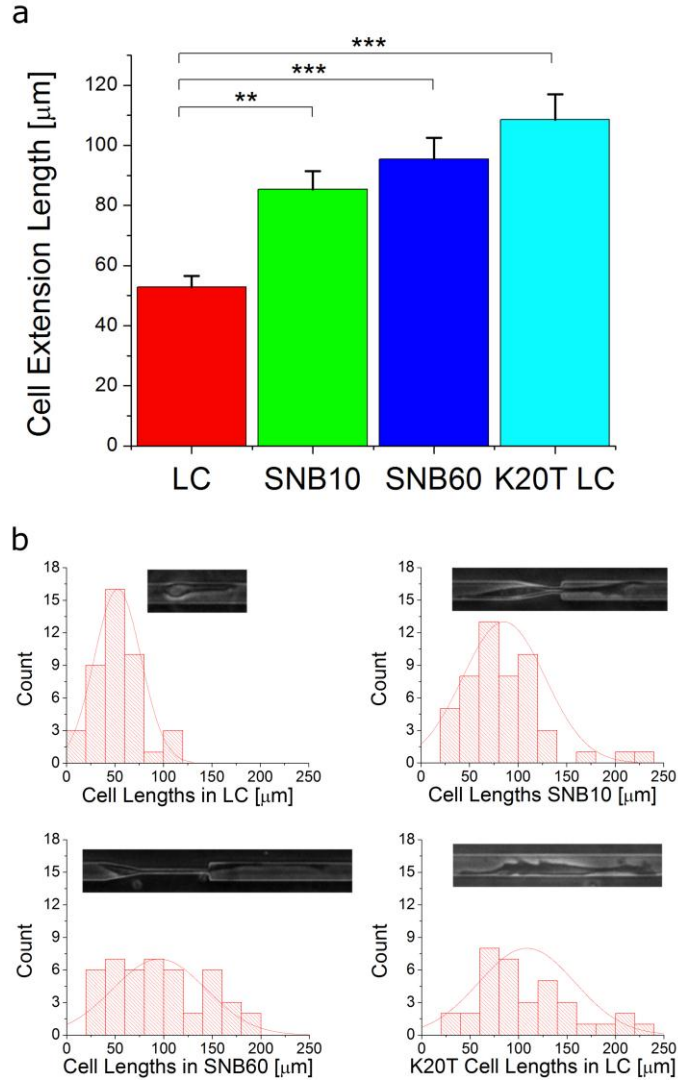 a
***
***
**
Cell Extension Length [μm]
120
100
80
60
40
20
0
LC SNB10 SNB60 K20T LC
b
18
15
12
9
6
3
0
Count
0 50 100 150 200 250
Cell Lengths in LC [μm]
18
15
12
9
6
3
0
Count
0 50 100 150 200 250
Cell Lengths SNB10 [μm]
18
15
12
9
6
3
0
Count
0 50 100 150 200 250
Cell Lengths in SNB60 [μm]
18
15
12
9
6
3
0
Count
0 50 100 150 200 250
K20T Cell Lengths in LC [μm]